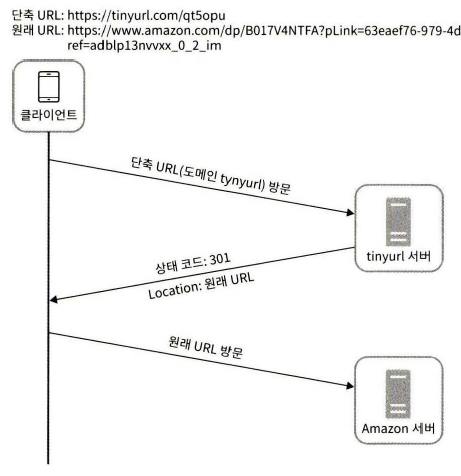 단축 URL: https://tinyurl.com/qt5opu
원래 URL: https://www.amazon.com/dp/B017V4NTFA?pLink=63eaef76-979-4d
ref=adblp13nvvxx_0_2_im
클라이언트
단축 URL(도메인 tynyurl) 방문
tinyurl 서버
상태 코드: 301
Location: 원래 URL
원래 URL 방문
Amazon 서버